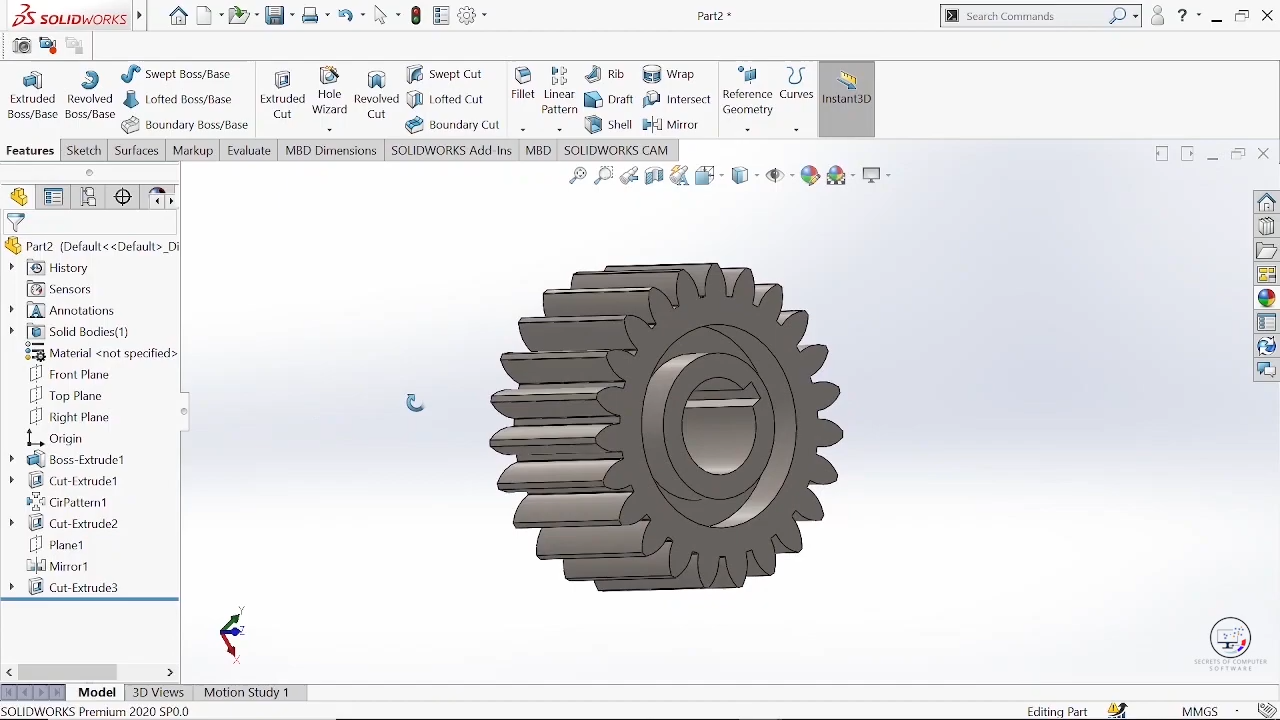 SOLIDWORKS
Part2 *
Search Commands
?
Extruded Boss/Base
Revolved Boss/Base
Swept Boss/Base
Lofted Boss/Base
Boundary Boss/Base
Extruded Cut
Hole Wizard
Revolved Cut
Swept Cut
Lofted Cut
Boundary Cut
Fillet
Linear Pattern
Rib
Draft
Shell
Wrap
Intersect
Mirror
Reference Geometry
Curves
Instant3D
Features Sketch Surfaces Markup Evaluate MBD Dimensions SOLIDWORKS Add-Ins MBD SOLIDWORKS CAM
Part2 (Default<<Default>_Di
History
Sensors
Annotations
Solid Bodies(1)
Material <not specified>
Front Plane
Top Plane
Right Plane
Origin
Boss-Extrude1
Cut-Extrude1
CirPattern1
Cut-Extrude2
Plane1
Mirror1
Cut-Extrude3
Y
Z
X
SECRETS OF COMPUTER
SOFTWARE
Model 3D Views Motion Study 1
SOLIDWORKS Premium 2020 SP0.0
Editing Part
MMGS